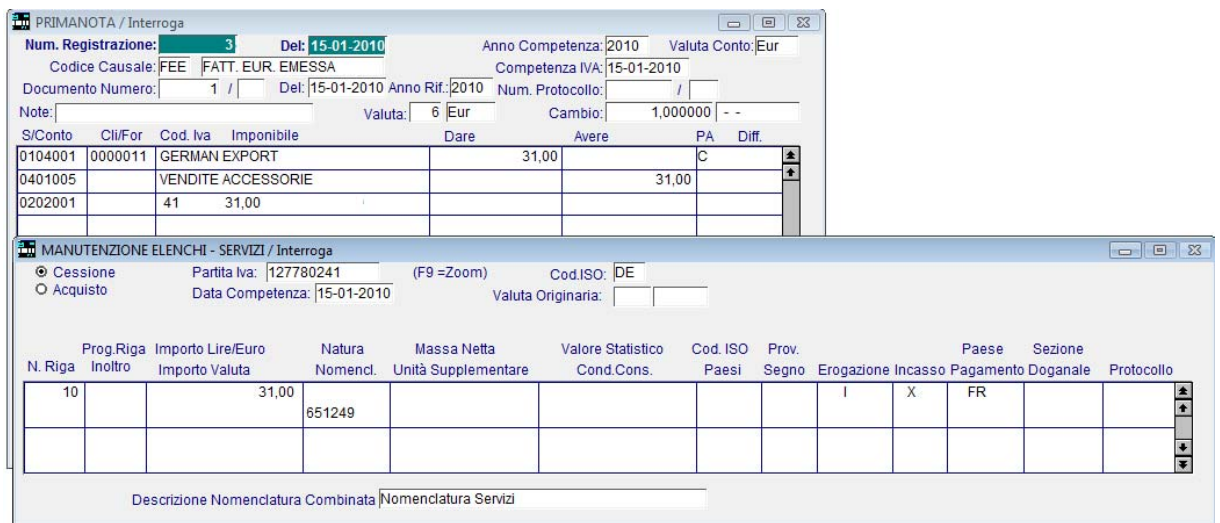 PRIMANOTA / Interroga
Num. Registrazione: 3 Del: 15-01-2010 Anno Competenza: 2010 Valuta Conto: Eur
Codice Causale: FEE FATT. EUR. EMESSA Competenza IVA: 15-01-2010
Documento Numero: 1 / Del: 15-01-2010 Anno Rif.: 2010 Num. Protocollo: /
Note: Valuta: 6 Eur Cambio: 1,000000 - -
S/Conto Cli/For Cod. Iva Imponibile Dare Avere PA Diff.
0104001 0000011 GERMAN EXPORT 31,00 C
0401005 VENDITE ACCESSORIE 31,00
0202001 41 31,00
MANUTENZIONE ELENCHI - SERVIZI / Interroga
Cessione Partita Iva: 127780241 (F9 =Zoom) Cod.ISO: DE
Acquisto Data Competenza: 15-01-2010 Valuta Originaria:
Prog.Riga Importo Lire/Euro Natura Massa Netta Valore Statistico Cod. ISO Prov. Paese Sezione
N. Riga Inoltro Importo Valuta Nomencl. Unità Supplementare Cond.Cons. Paesi Segno Erogazione Incasso Pagamento Doganale Protocollo
10 31,00 I X FR
651249
Descrizione Nomenclatura Combinata Nomenclatura Servizi